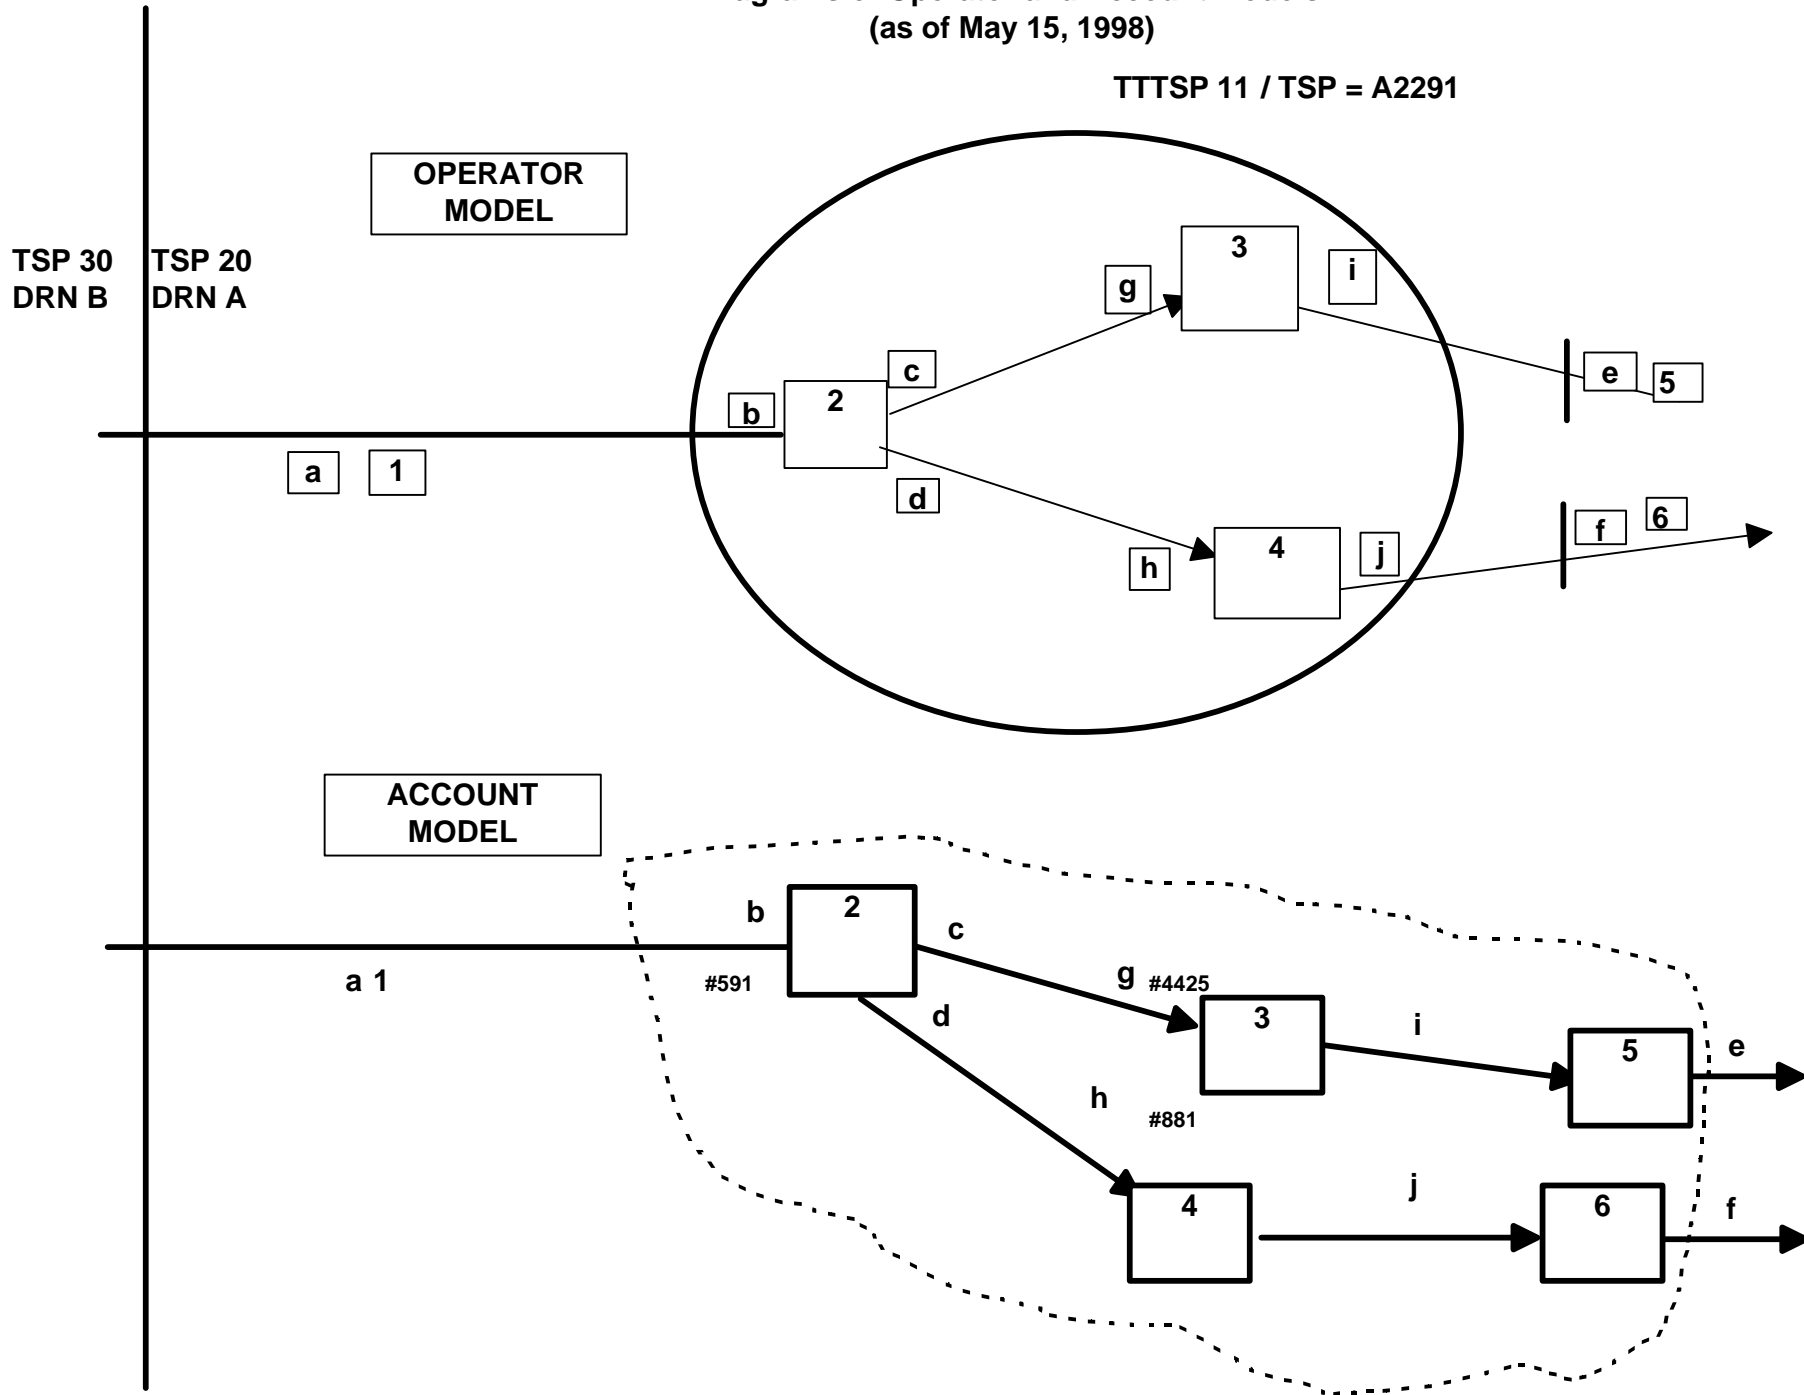 (as of May 15, 1998)
TTTSP 11 / TSP = A2291
OPERATOR
MODEL
TSP 30
DRN B
TSP 20
DRN A
3
i
g
e
5
c
2
b
a
1
d
6
f
4
j
h
ACCOUNT
MODEL
b
2
c
a 1
#591
g
#4425
d
3
i
5
e
h
#881
j
4
6
f